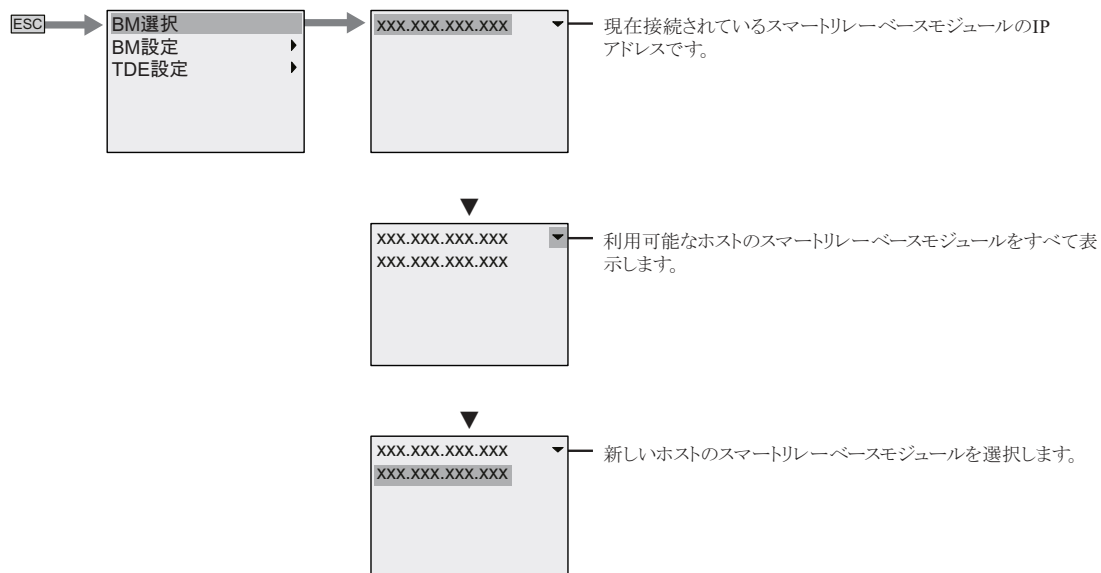 ESC
BM選択
BM設定
TDE設定
xxx.xxx.xxx.xxx
現在接続されているスマートリレーベースモジュールのIP
アドレスです。
xxx.xxx.xxx.xxx
xxx.xxx.xxx.xxx
利用可能なホストのスマートリレーベースモジュールをすべて表
示します。
xxx.xxx.xxx.xxx
xxx.xxx.xxx.xxx
新しいホストのスマートリレーベースモジュールを選択します。